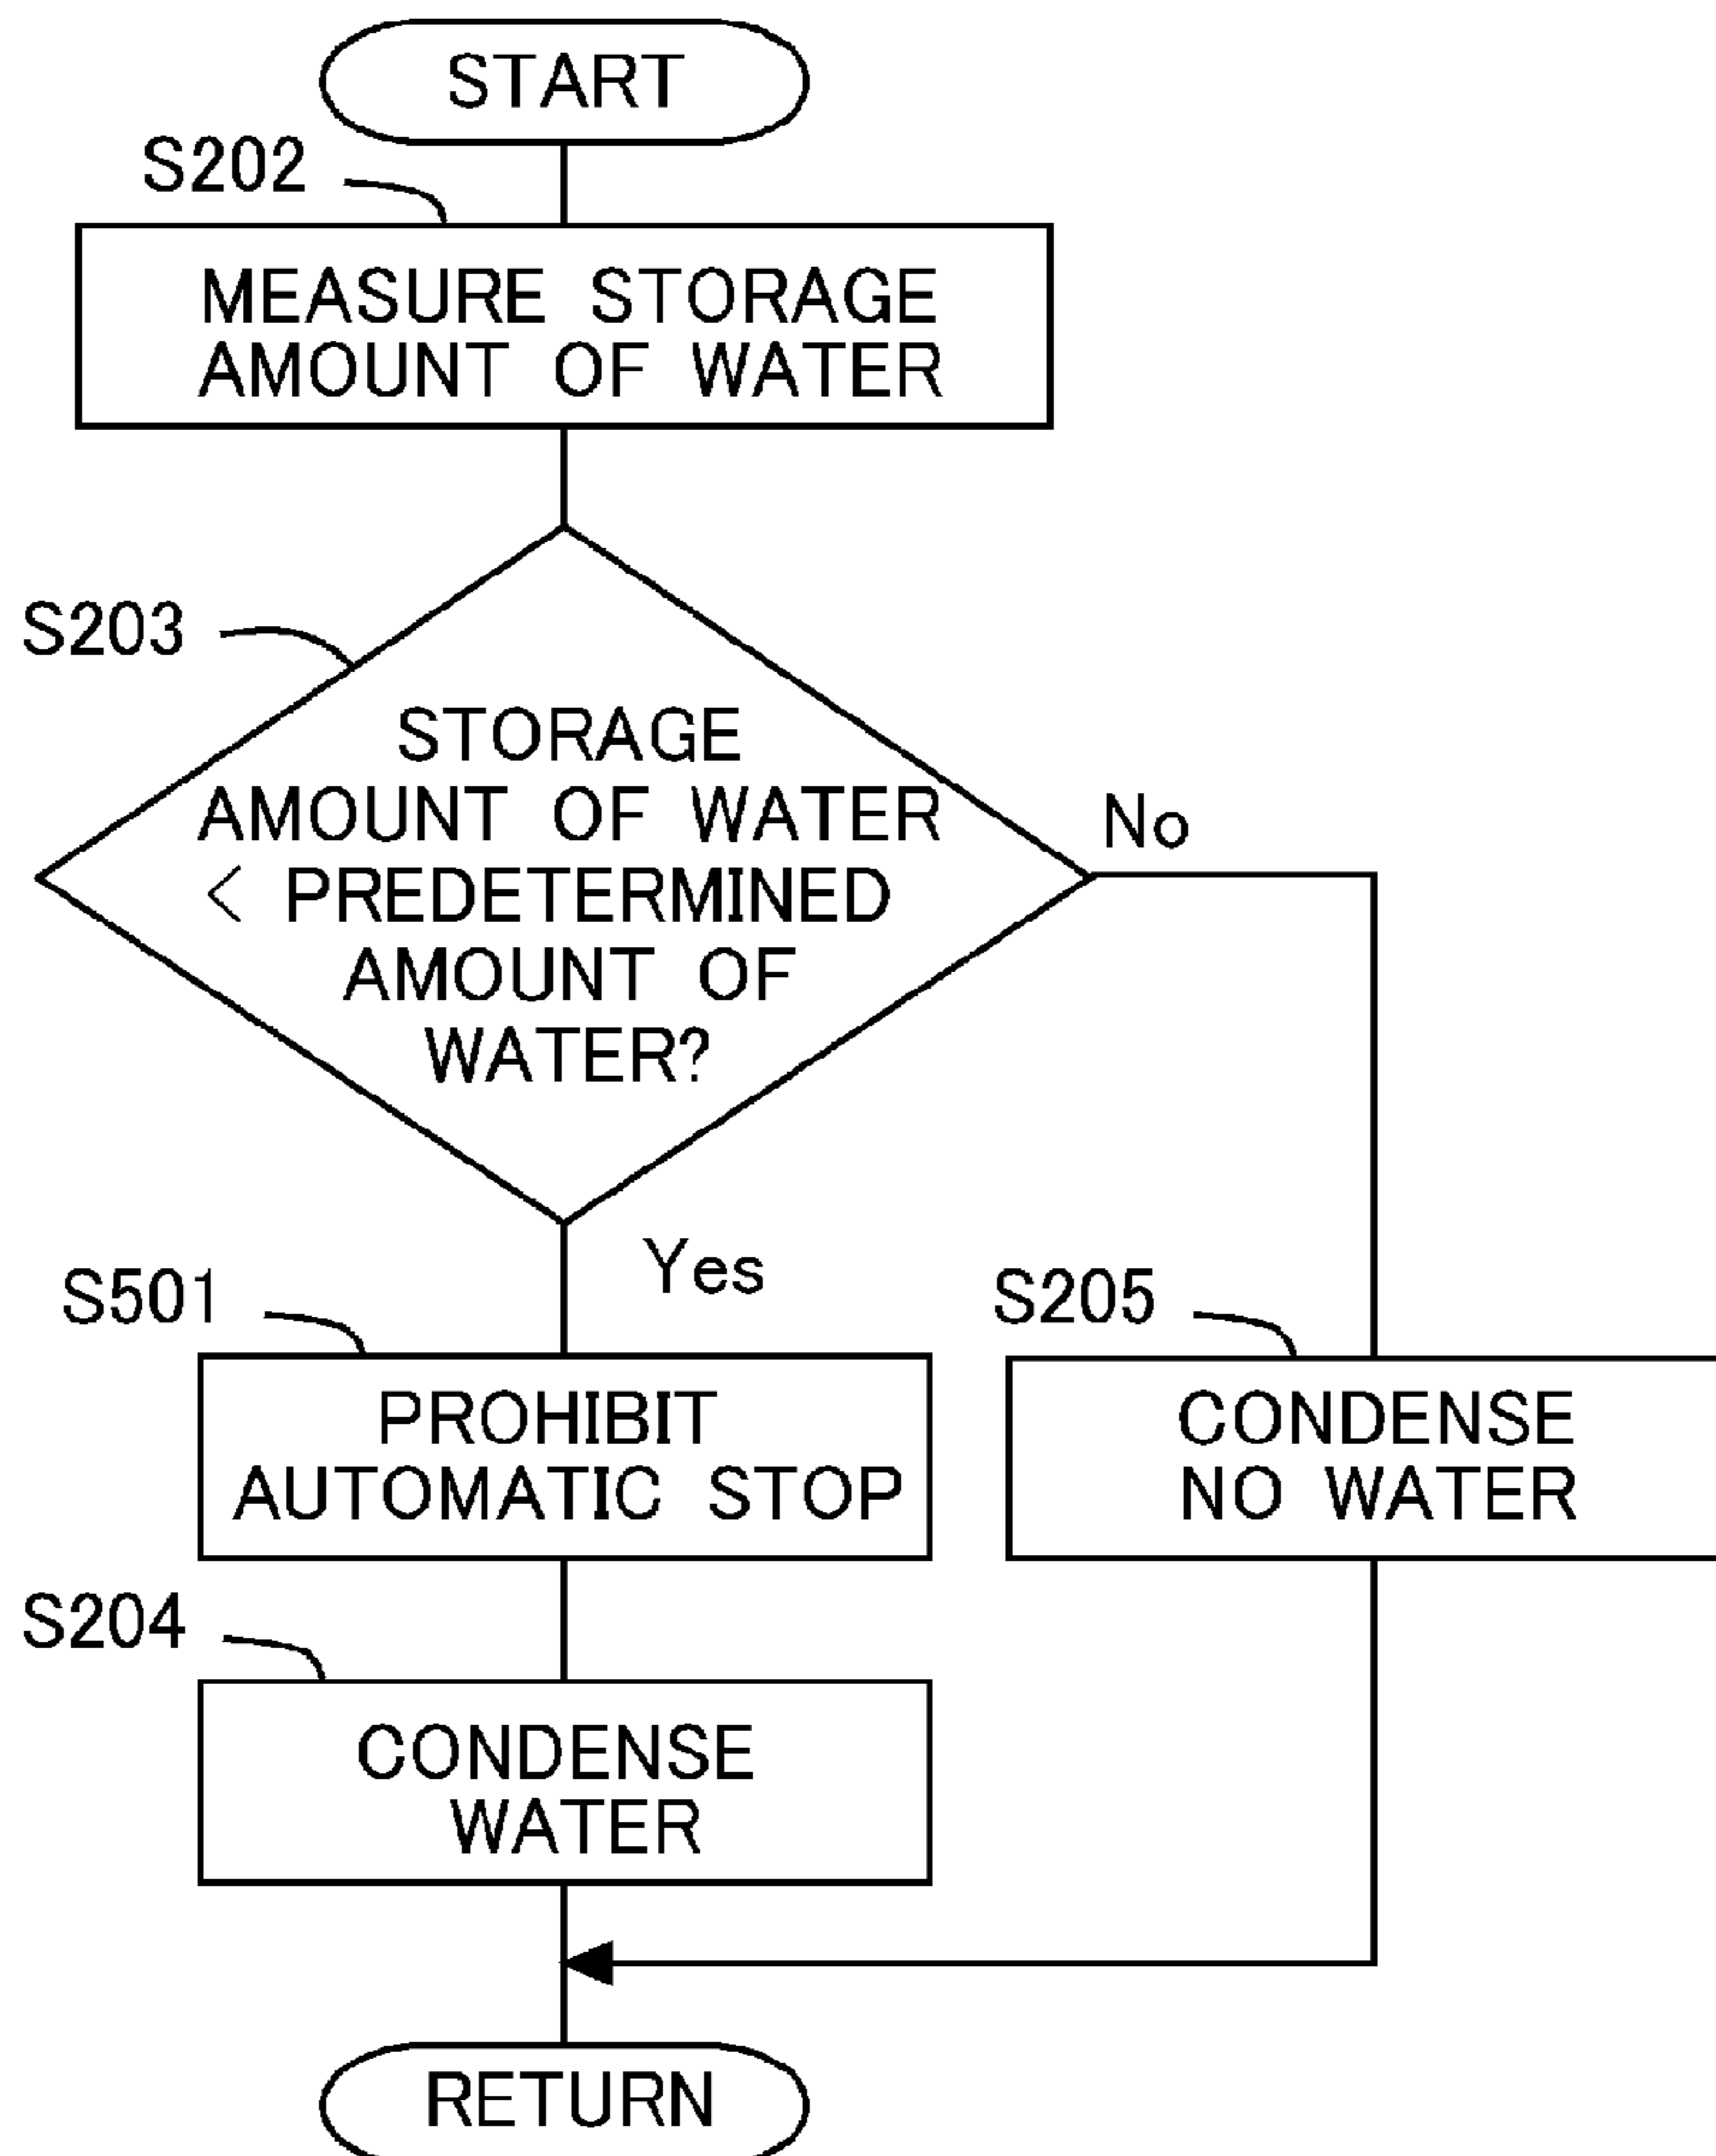 START
S202
MEASURE STORAGE
AMOUNT OF WATER
S203
STORAGE
AMOUNT OF WATER
< PREDETERMINED
AMOUNT OF
WATER?
No
Yes
S501
PROHIBIT
AUTOMATIC STOP
S205
CONDENSE
NO WATER
S204
CONDENSE
WATER
RETURN